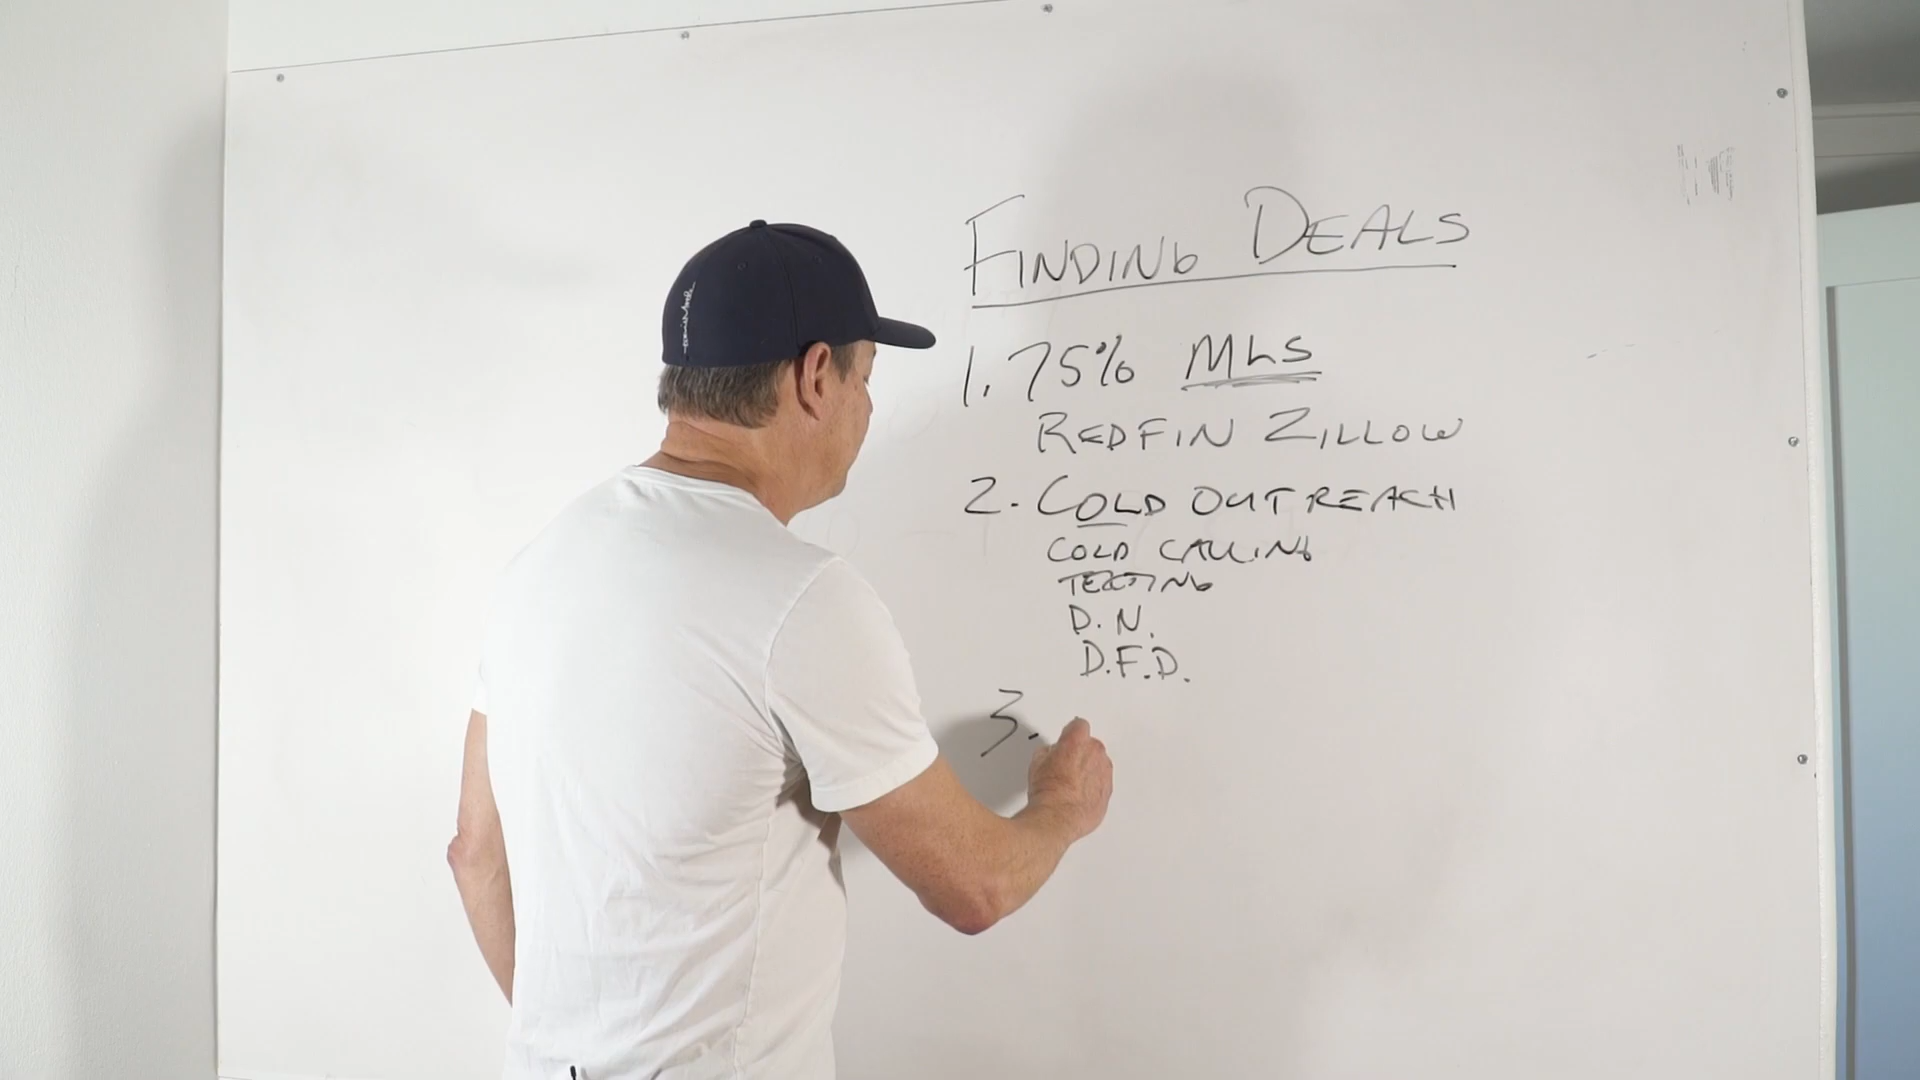 FINDING DEALS
1. 75% MLS
REDFIN ZILLOW
2. COLD OUTREACH
COLD CALLING
TEXTING
D.N.
D.F.D.
3.